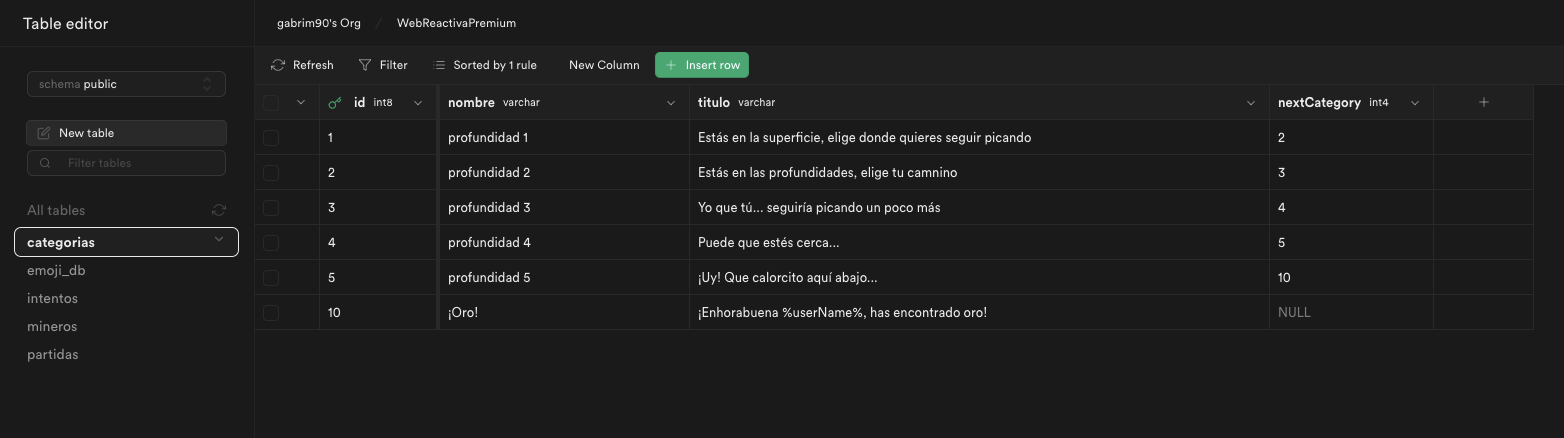 Table editor
gabrim90's Org / WebReactivaPremium
Refresh Filter Sorted by 1 rule New Column + Insert row
schema public
New table
Filter tables
All tables
categorias
emoji_db
intentos
mineros
partidas
id int8 nombre varchar titulo varchar nextCategory int4 +
1 profundidad 1 Estás en la superficie, elige donde quieres seguir picando 2
2 profundidad 2 Estás en las profundidades, elige tu camnino 3
3 profundidad 3 Yo que tú... seguiría picando un poco más 4
4 profundidad 4 Puede que estés cerca... 5
5 profundidad 5 ¡Uy! Que calorcito aquí abajo... 10
10 ¡Oro! ¡Enhorabuena %userName%, has encontrado oro! NULL